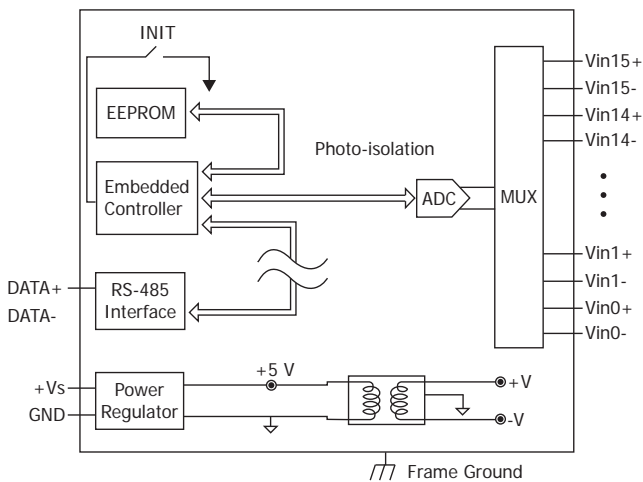 INIT
EEPROM
Photo-isolation
Embedded
Controller
ADC
MUX
Vin15+
Vin15-
Vin14+
Vin14-
Vin1+
Vin1-
Vin0+
Vin0-
DATA+
DATA-
RS-485
Interface
+Vs
GND
Power
Regulator
+5 V
+V
-V
Frame Ground